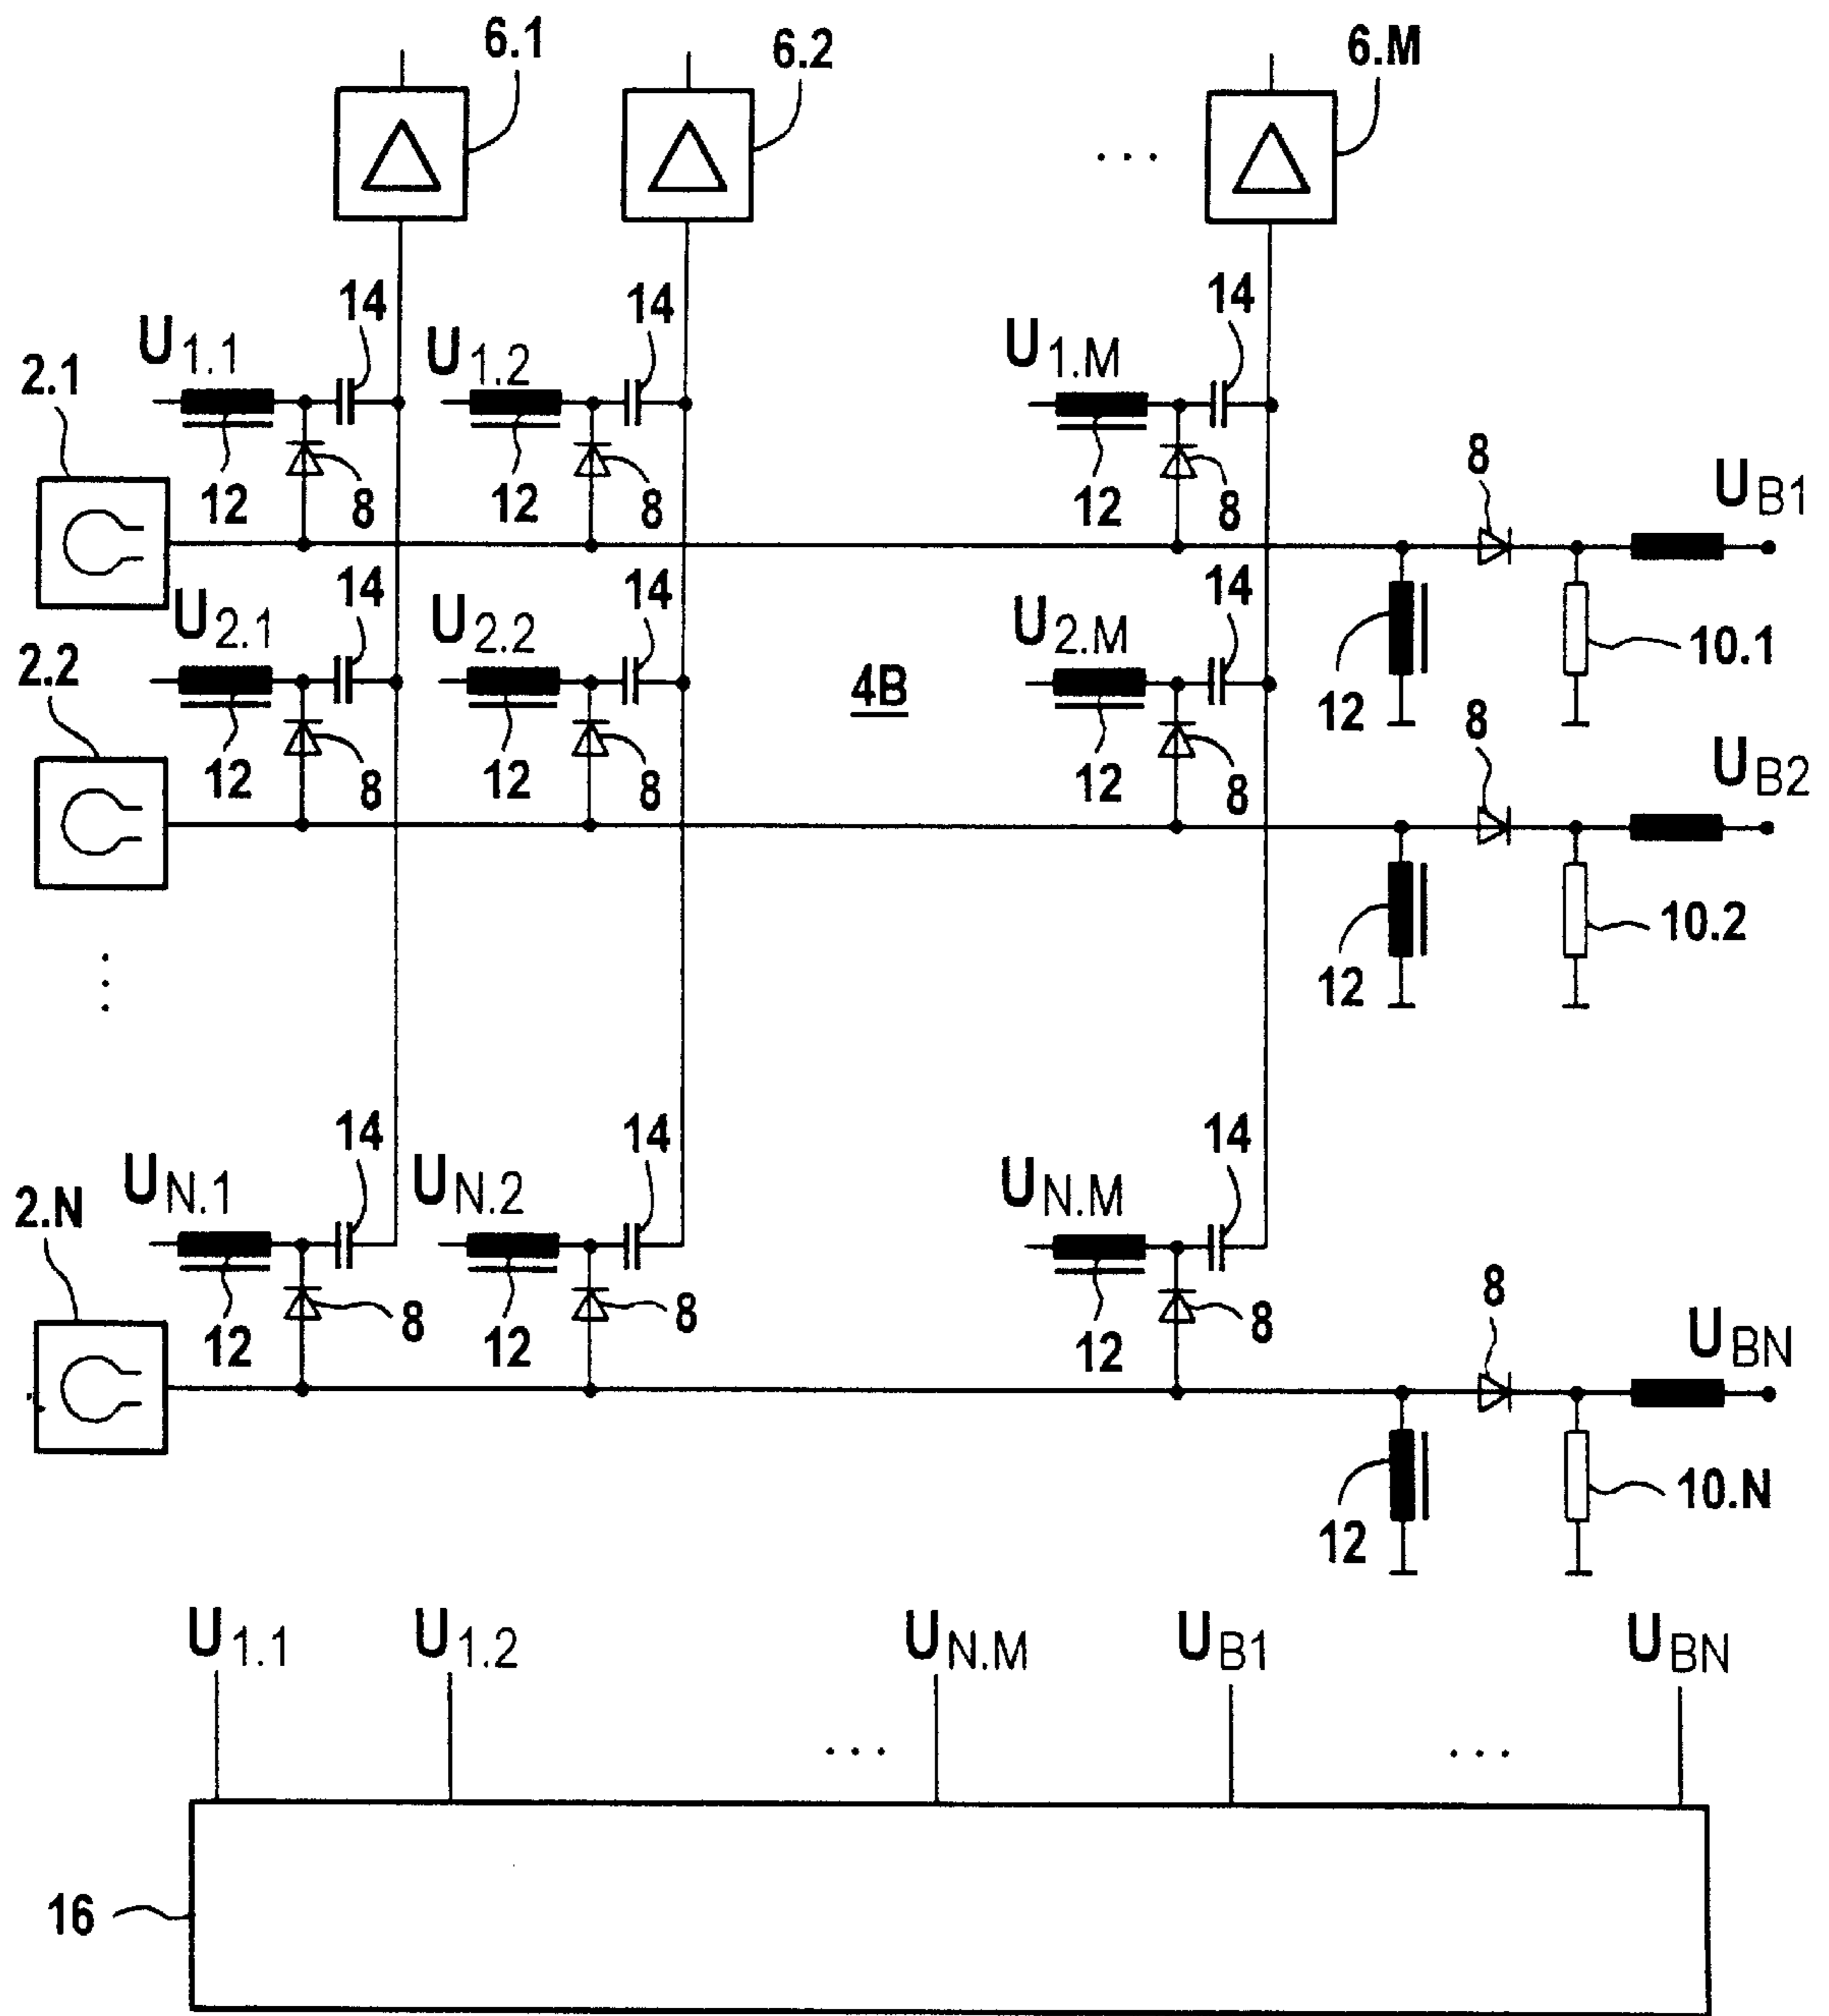 6.1 6.2 6.M
...
14 14 14
U1.1 U1.2 U1.M
2.1
8 UB1
12 8 12 8 12 8
14 14 14
U2.1 U2.2 U2.M
10.1
2.2 4B
12 8
12 8 12 8 12 8 UB2
10.2
12
...
14 14 14
UN.1 UN.2 UN.M
2.N
12 8 12 8 12 8 8
UBN
12 10.N
U1.1 U1.2 UN.M UB1 UBN
... ...
16